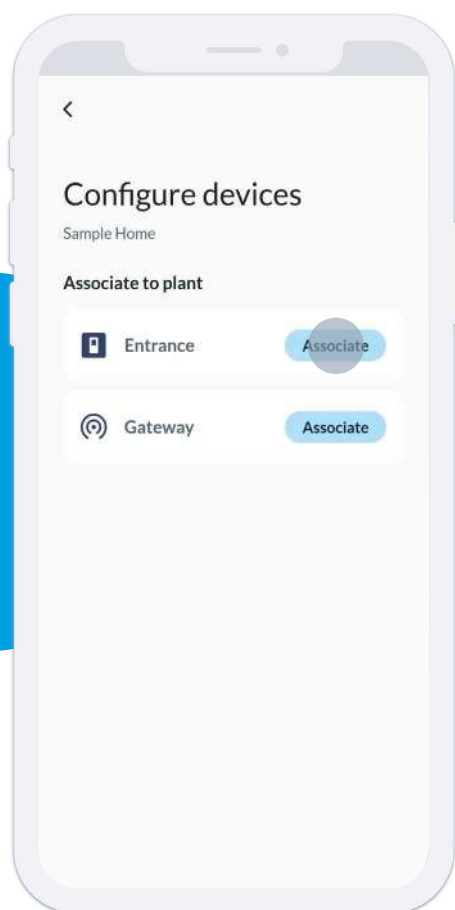 Configure devices
Sample Home
Associate to plant
Entrance Associate
Gateway Associate